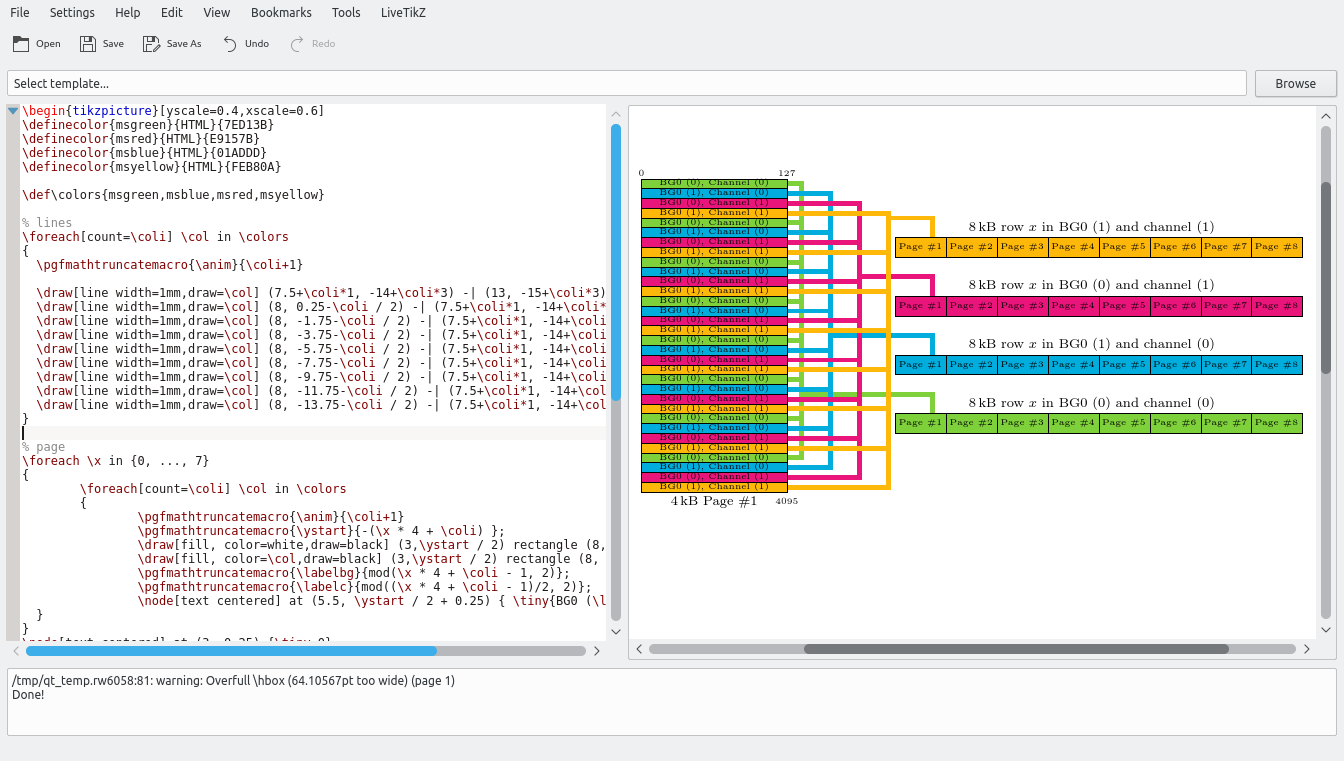 File Settings Help Edit View Bookmarks Tools LiveTikZ
Open Save Save As Undo Redo
Select template...
Browse
\begin{tikzpicture}[yscale=0.4,xscale=0.6]
\definecolor{msgreen}{HTML}{7ED13B}
\definecolor{msred}{HTML}{E9157B}
\definecolor{msblue}{HTML}{01ADDD}
\definecolor{msyellow}{HTML}{FEB80A}
\def\colors{msgreen,msblue,msred,msyellow}
% lines
\foreach[count=\coli] \col in \colors
{
\pgfmathtruncatemacro{\anim}{\coli+1}
\draw[line width=1mm,draw=\col] (7.5+\coli*1, -14+\coli*3) -| (13, -15+\coli*3)
\draw[line width=1mm,draw=\col] (8, 0.25-\coli / 2) -| (7.5+\coli*1, -14+\coli*
\draw[line width=1mm,draw=\col] (8, -1.75-\coli / 2) -| (7.5+\coli*1, -14+\coli
\draw[line width=1mm,draw=\col] (8, -3.75-\coli / 2) -| (7.5+\coli*1, -14+\coli
\draw[line width=1mm,draw=\col] (8, -5.75-\coli / 2) -| (7.5+\coli*1, -14+\coli
\draw[line width=1mm,draw=\col] (8, -7.75-\coli / 2) -| (7.5+\coli*1, -14+\coli
\draw[line width=1mm,draw=\col] (8, -9.75-\coli / 2) -| (7.5+\coli*1, -14+\coli
\draw[line width=1mm,draw=\col] (8, -11.75-\coli / 2) -| (7.5+\coli*1, -14+\col
\draw[line width=1mm,draw=\col] (8, -13.75-\coli / 2) -| (7.5+\coli*1, -14+\col
}
% page
\foreach \x in {0, ..., 7}
{
\foreach[count=\coli] \col in \colors
{
\pgfmathtruncatemacro{\anim}{\coli+1}
\pgfmathtruncatemacro{\ystart}{-(\x * 4 + \coli) };
\draw[fill, color=white,draw=black] (3,\ystart / 2) rectangle (8,
\draw[fill, color=\col,draw=black] (3,\ystart / 2) rectangle (8,
\pgfmathtruncatemacro{\labelbg}{mod(\x * 4 + \coli - 1, 2)};
\pgfmathtruncatemacro{\labelc}{mod((\x * 4 + \coli - 1)/2, 2)};
\node[text centered] at (5.5, \ystart / 2 + 0.25) { \tiny{BG0 (\l
}
}
0 127
BG0 (0), Channel (0)
BG0 (1), Channel (0)
BG0 (0), Channel (1)
BG0 (1), Channel (1)
BG0 (0), Channel (0)
BG0 (1), Channel (0)
BG0 (0), Channel (1)
BG0 (1), Channel (1)
BG0 (0), Channel (0)
BG0 (1), Channel (0)
BG0 (0), Channel (1)
BG0 (1), Channel (1)
BG0 (0), Channel (0)
BG0 (1), Channel (0)
BG0 (0), Channel (1)
BG0 (1), Channel (1)
BG0 (0), Channel (0)
BG0 (1), Channel (0)
BG0 (0), Channel (1)
BG0 (1), Channel (1)
BG0 (0), Channel (0)
BG0 (1), Channel (0)
BG0 (0), Channel (1)
BG0 (1), Channel (1)
BG0 (0), Channel (0)
BG0 (1), Channel (0)
BG0 (0), Channel (1)
BG0 (1), Channel (1)
BG0 (0), Channel (0)
BG0 (1), Channel (0)
BG0 (0), Channel (1)
BG0 (1), Channel (1)
4 kB Page #1 4095
8 kB row x in BG0 (1) and channel (1)
Page #1 Page #2 Page #3 Page #4 Page #5 Page #6 Page #7 Page #8
8 kB row x in BG0 (0) and channel (1)
Page #1 Page #2 Page #3 Page #4 Page #5 Page #6 Page #7 Page #8
8 kB row x in BG0 (1) and channel (0)
Page #1 Page #2 Page #3 Page #4 Page #5 Page #6 Page #7 Page #8
8 kB row x in BG0 (0) and channel (0)
Page #1 Page #2 Page #3 Page #4 Page #5 Page #6 Page #7 Page #8
/tmp/qt_temp.rw6058:81: warning: Overfull \hbox (64.10567pt too wide) (page 1)
Done!